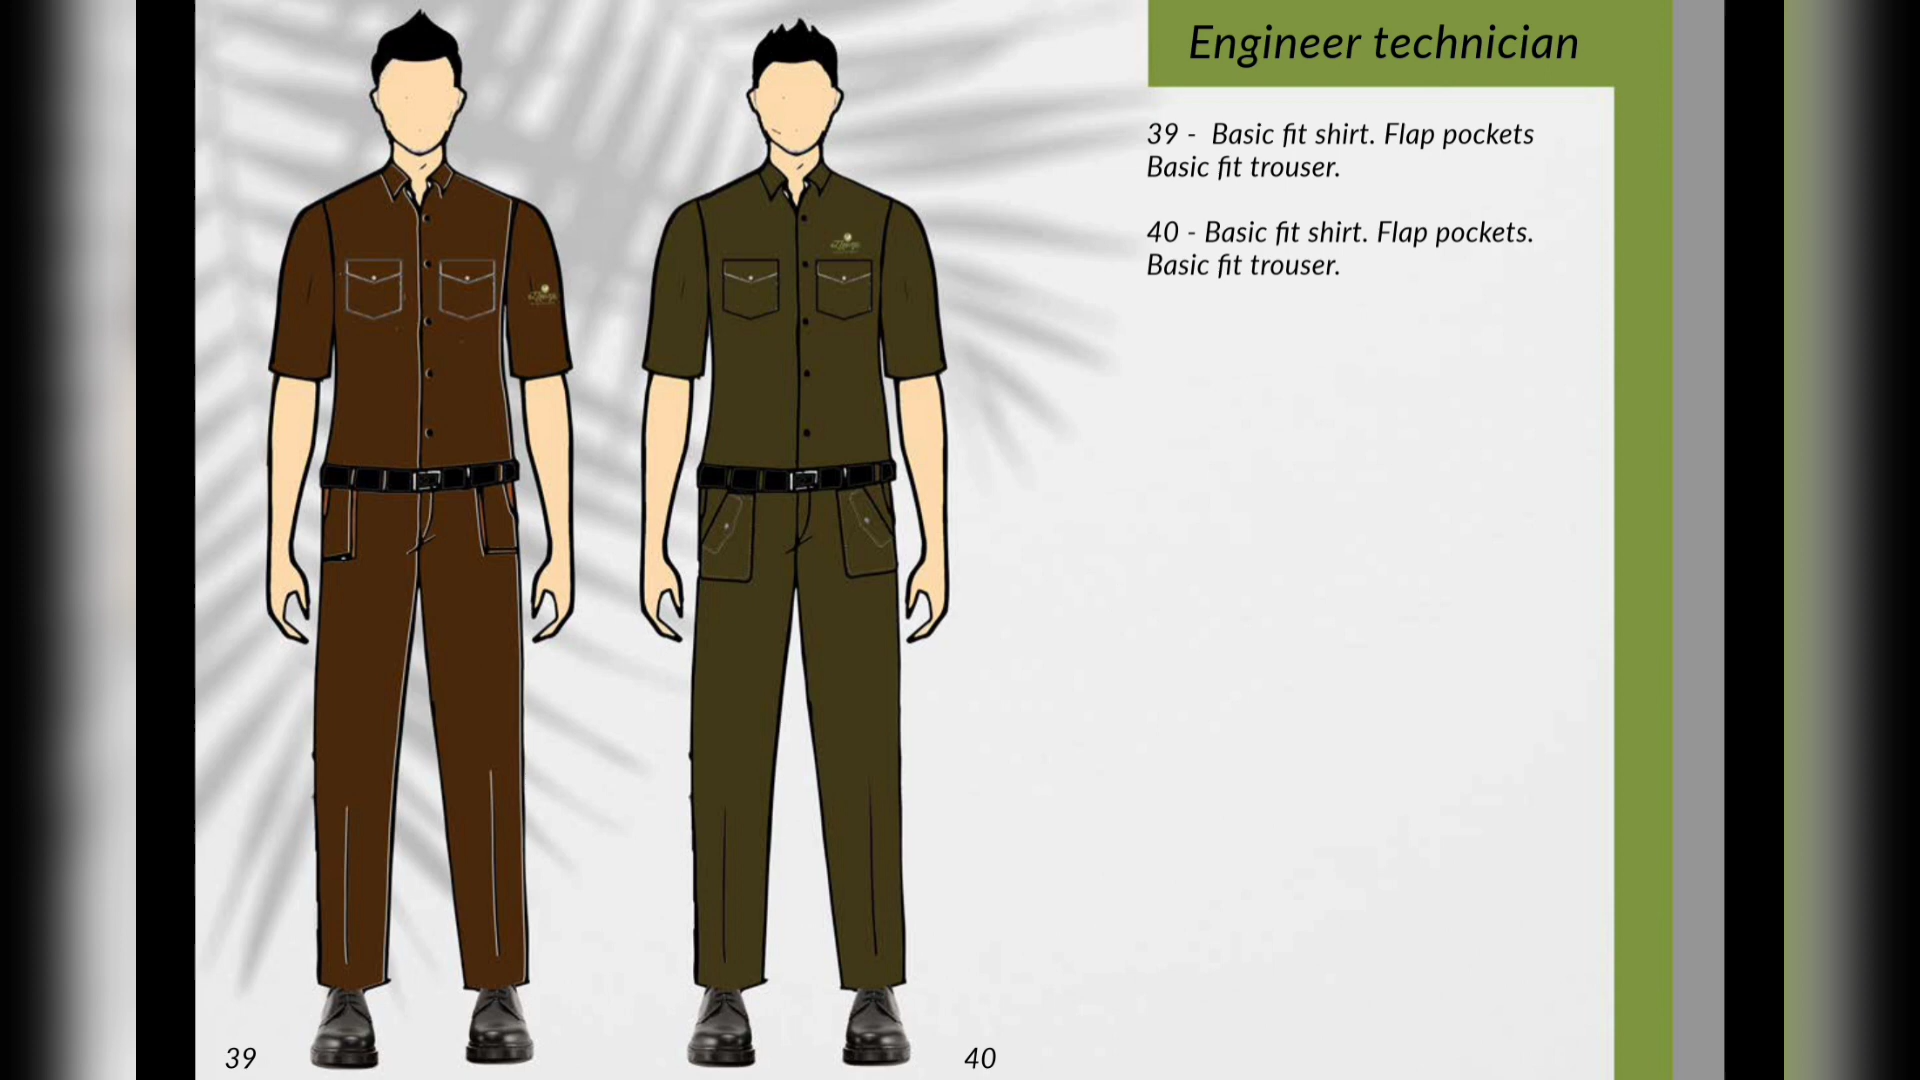 Engineer technician
39 - Basic fit shirt. Flap pockets
Basic fit trouser.
40 - Basic fit shirt. Flap pockets.
Basic fit trouser.
39
40